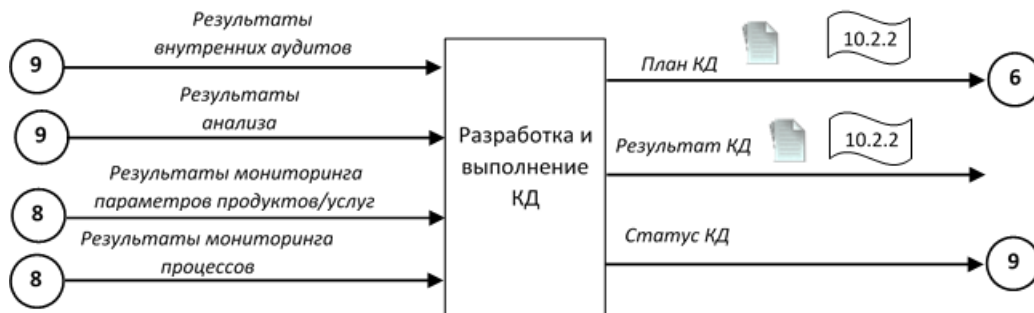 Результаты
внутренних аудитов
9
Результаты
анализа
9
Результаты мониторинга
параметров продуктов/услуг
8
Результаты мониторинга
процессов
8
Разработка и
выполнение
КД
План КД
10.2.2
6
Результат КД
10.2.2
Статус КД
9